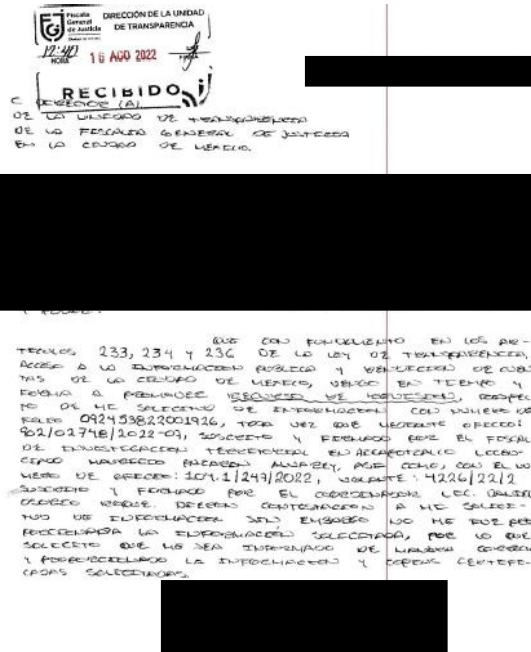 Fiscalía
General
de Justicia
DIRECCIÓN DE LA UNIDAD
DE TRANSPARENCIA
12:40
HORA
16 AGO 2022
FIRMA
RECIBIDO
C. DIRECTOR (A).
DE LA UNIDAD DE TRANSPARENCIA
DE LA FISCALIA GENERAL DE JUSTICIA
EN LA CIUDAD DE MEXICO.
QUE CON FUNDAMENTO EN LOS AR-
TICULOS, 233, 234 Y 236 DE LA LEY DE TRANSPARENCIA,
ACCESO A LA INFORMACION PUBLICA Y RENDICION DE CUEN
TAS DE LA CIUDAD DE MEXICO, VENGO EN TIEMPO Y
FORMA A PROMOVER RECURSO DE REVISION, RESPEC
TO DE MI SOLICITUD DE INFORMACION CON NUMERO DE
FOLIO 092453822001926, TODA VEZ QUE MEDIANTE OFICIO:
902/02748/2022-09, SUSCRITO Y FIRMADO POR EL FISCAL
DE INVESTIGACION TERRITORIAL EN AZCAPOTZALCO LICEN
CIADO MAURICIO ALVAREZ, ASI COMO, CON EL NU
MERO DE OFICIO: 104.1/247/2022, VOLANTE: 4226/22/2
SUSCRITO Y FIRMADO POR EL COORDINADOR LIC. DAVID
OSORIO ROQUE. DIERON CONTESTACION A MI SOLICI-
TUD DE INFORMACION SIN EMBARGO NO ME FUE PRO
PORCIONADA LA INFORMACION SOLICITADA, POR LO QUE
SOLICITO QUE ME SEA INFORMADO DE MANERA CORRECTA
Y PROPORCIONADO LA INFORMACION Y COPIAS CERTIFI-
CADAS SOLICITADAS.